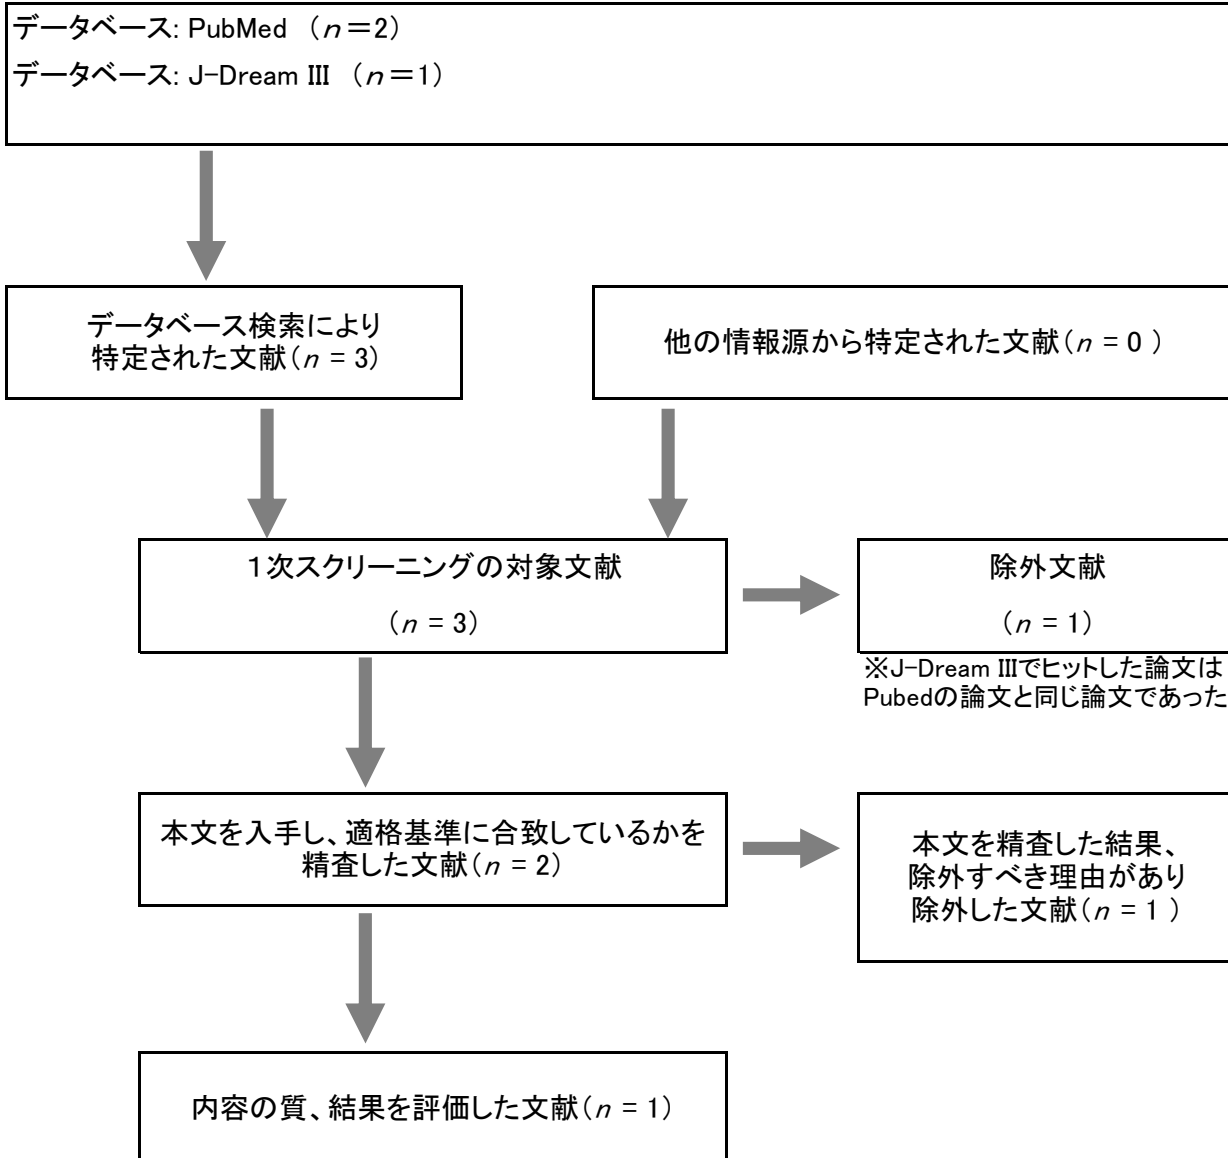 データベース: PubMed （n＝2）
データベース: J-Dream III （n＝1）
データベース検索により
特定された文献（n = 3）
他の情報源から特定された文献（n = 0 ）
１次スクリーニングの対象文献
（n = 3）
除外文献
（n = 1）
※J-Dream IIIでヒットした論文は
Pubedの論文と同じ論文であった
本文を入手し、適格基準に合致しているかを
精査した文献（n = 2）
本文を精査した結果、
除外すべき理由があり
除外した文献（n = 1 ）
内容の質、結果を評価した文献（n = 1）